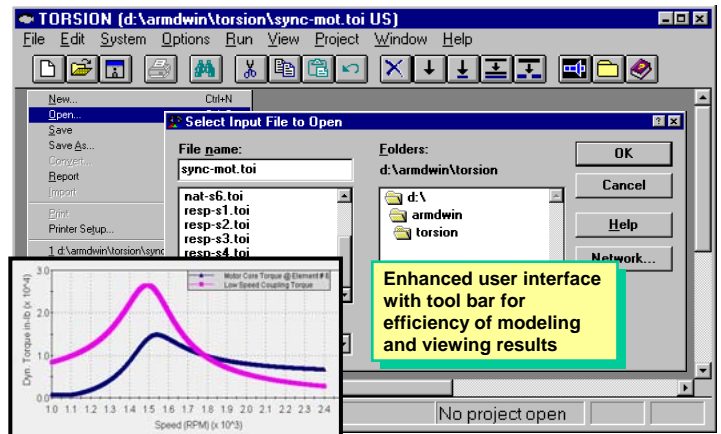 TORSION (d:\armdwin\torsion\sync-mot.toi US)
File Edit System Options Run View Project Window Help
New... Ctrl+N
Open...
Save
Save As...
Convert...
Report
Import
Print
Printer Setup...
1 d:\armdwin\torsion\sync
Select Input File to Open
File name:
sync-mot.toi
nat-s6.toi
resp-s1.toi
resp-s2.toi
resp-s3.toi
resp-s4.toi
Folders:
d:\armdwin\torsion
d:\
armdwin
torsion
OK
Cancel
Help
Network...
Enhanced user interface
with tool bar for
efficiency of modeling
and viewing results
Motor Core Torque @ Element # 6
Low Speed Coupling Torque
Dyn. Torque in-lb (x 10^4)
3.0
2.0
1.0
0.0
1.0 1.1 1.2 1.3 1.4 1.5 1.6 1.7 1.8 1.9 2.0 2.1 2.2 2.3 2.4
Speed (RPM) (x 10^3)
No project open